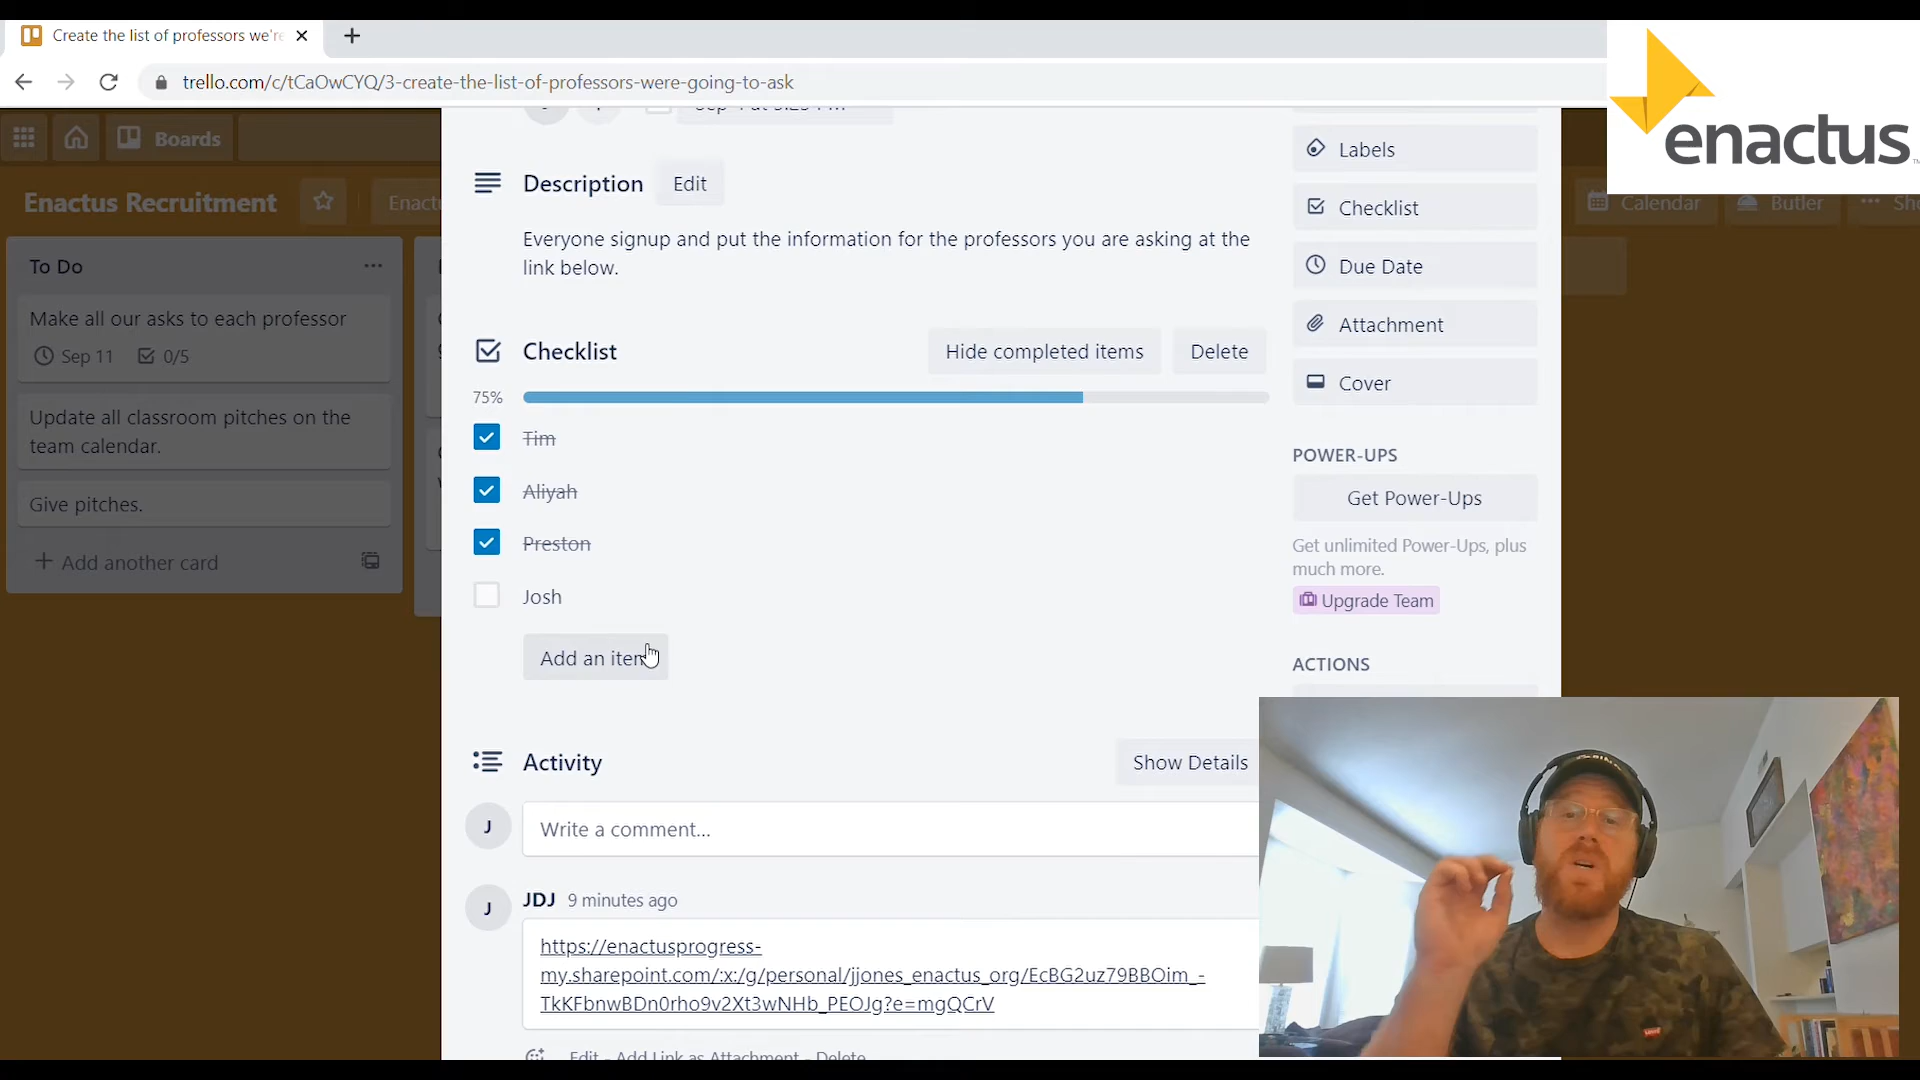 Create the list of professors we're
trello.com/c/tCaOwCYQ/3-create-the-list-of-professors-were-going-to-ask
enactus
Boards
Enactus Recruitment
Calendar
Butler
To Do
Make all our asks to each professor
Sep 11
0/5
Update all classroom pitches on the
team calendar.
Give pitches.
+ Add another card
Description
Edit
Everyone signup and put the information for the professors you are asking at the
link below.
Checklist
Hide completed items
Delete
75%
Tim
Aliyah
Preston
Josh
Add an item
Activity
Show Details
J
Write a comment...
J
JDJ 9 minutes ago
https://enactusprogress-
my.sharepoint.com/:x:/g/personal/jjones_enactus_org/EcBG2uz79BBOim_-
TkKFbnwBDn0rho9v2Xt3wNHb_PEOJg?e=mgQCrV
Edit - Add Link as Attachment - Delete
Labels
Checklist
Due Date
Attachment
Cover
POWER-UPS
Get Power-Ups
Get unlimited Power-Ups, plus
much more.
Upgrade Team
ACTIONS